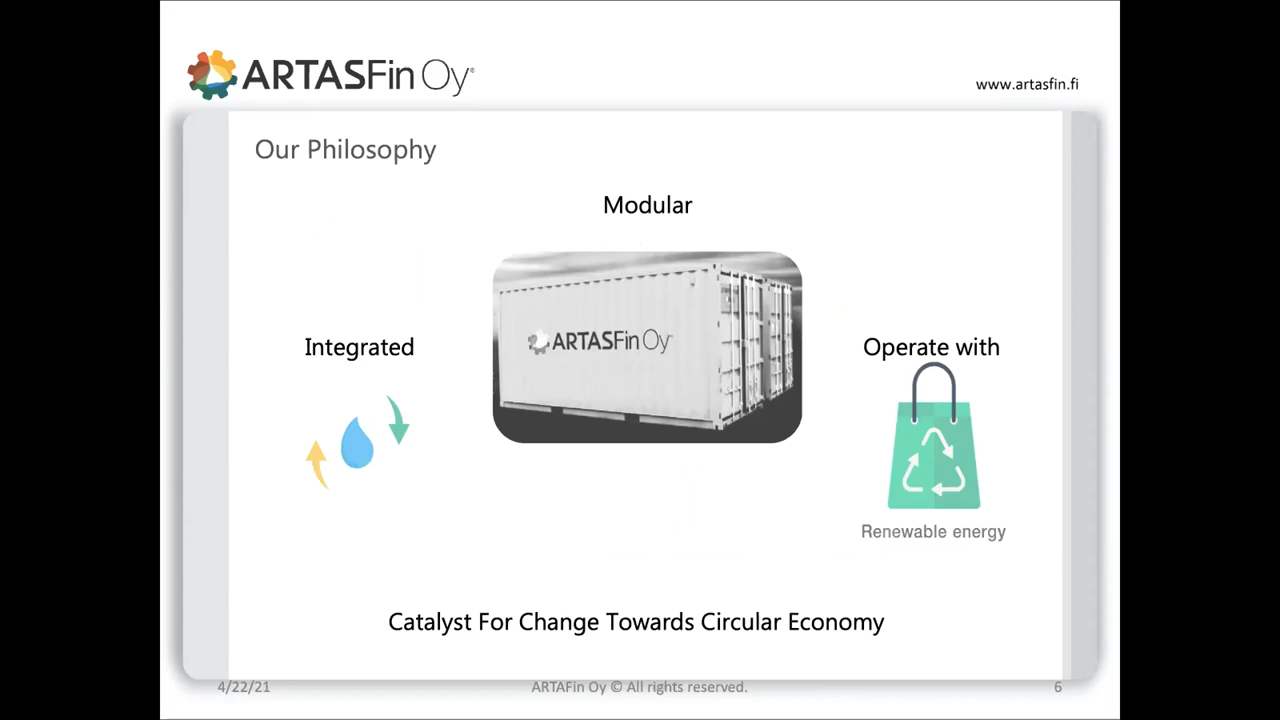 ARTASFin Oy®
www.artasfin.fi
Our Philosophy
Modular
ARTASFin Oy
Integrated
Operate with
Renewable energy
Catalyst For Change Towards Circular Economy
4/22/21
ARTAFin Oy © All rights reserved.
6